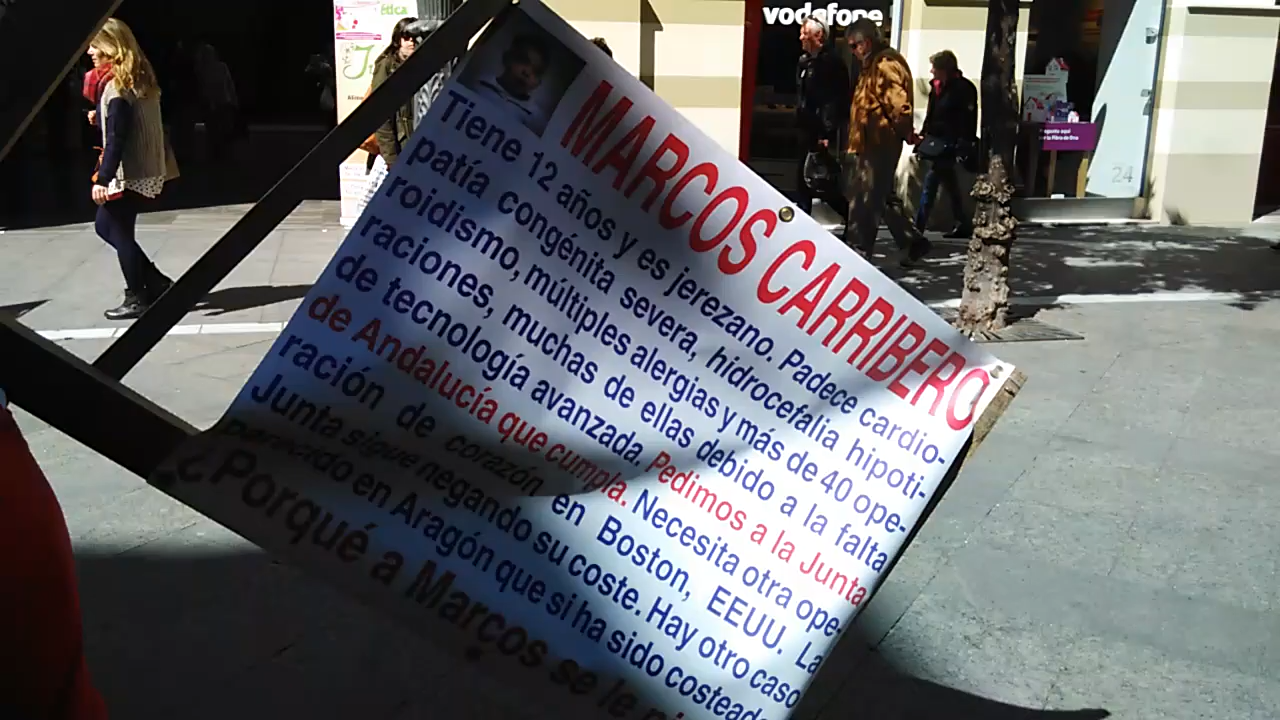 vodafone
ética
24
MARCOS CARRIBERO
Tiene 12 años y es jerezano. Padece cardio-
patía congénita severa, hidrocefalia hipoti-
roidismo, múltiples alergias y más de 40 ope-
raciones, muchas de ellas debido a la falta
de tecnología avanzada. Pedimos a la Junta
de Andalucía que cumpla. Necesita otra ope-
ración de corazón en Boston, EEUU. La
Junta sigue negando su coste. Hay otro caso
parecido en Aragón que si ha sido costead
¿Porqué a Marcos se le